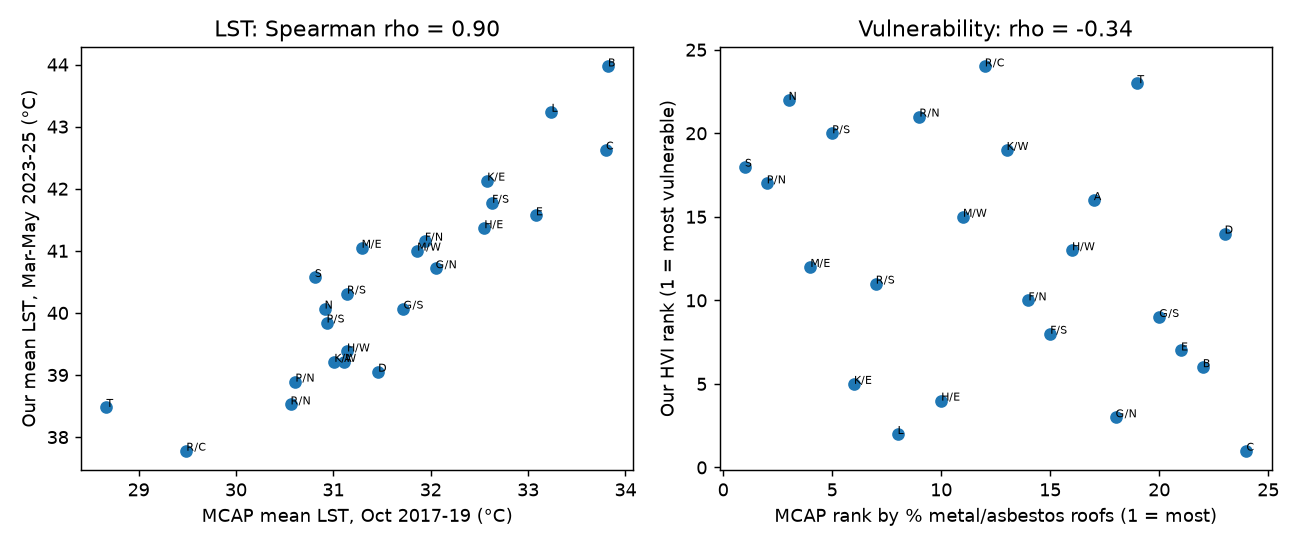 LST: Spearman rho = 0.90
Our mean LST, Mar-May 2023-25 (°C)
44
43
42
41
40
39
38
B
L
C
K/E
F/S
E
H/E
F/N
M/E
M/W
G/N
S
R/S
N
G/S
P/S
H/W
K/W
D
P/N
R/N
T
R/C
29
30
31
32
33
34
MCAP mean LST, Oct 2017-19 (°C)
Vulnerability: rho = -0.34
Our HVI rank (1 = most vulnerable)
25
20
15
10
5
0
R/C
T
N
R/N
P/S
K/W
S
P/N
A
M/W
D
H/W
M/E
R/S
F/N
G/S
F/S
E
B
K/E
H/E
G/N
L
C
0
5
10
15
20
25
MCAP rank by % metal/asbestos roofs (1 = most)